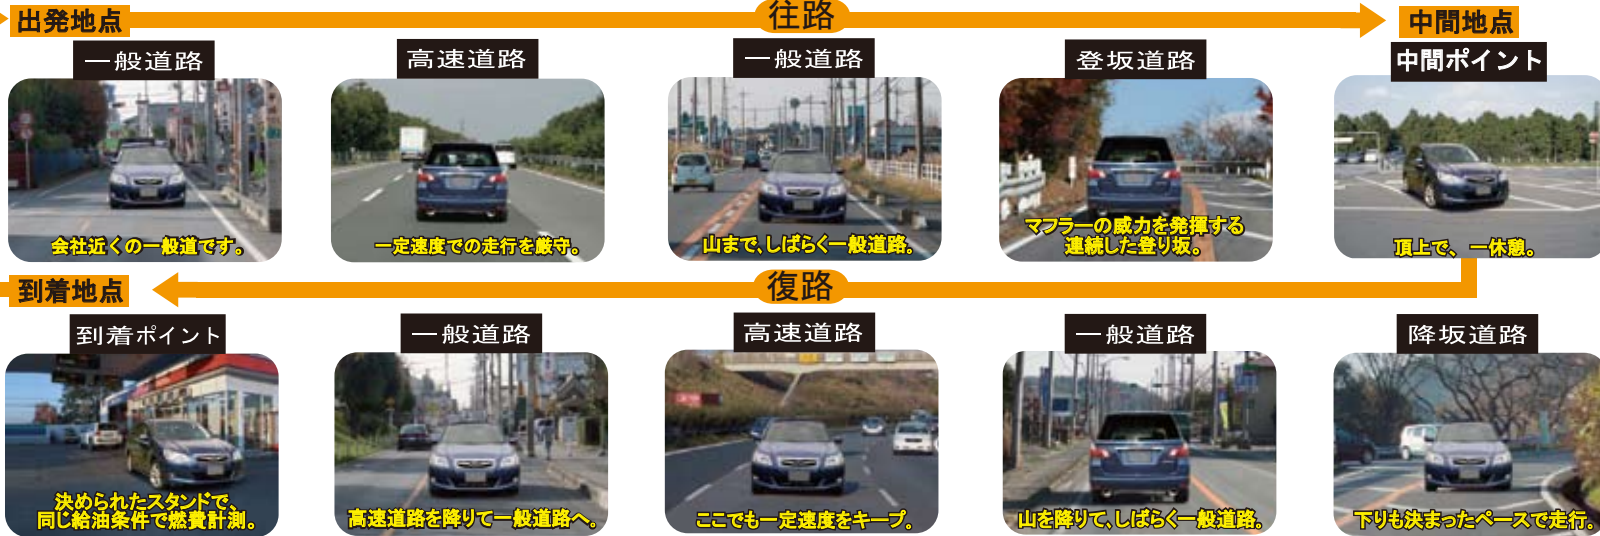 出発地点
往路
中間地点
一般道路
高速道路
一般道路
登坂道路
中間ポイント
会社近くの一般道です。
一定速度での走行を厳守。
山まで、しばらく一般道路。
マフラーの威力を発揮する
連続した登り坂。
頂上で、一休憩。
到着地点
復路
到着ポイント
一般道路
高速道路
一般道路
降坂道路
決められたスタンドで、
同じ給油条件で燃費計測。
高速道路を降りて一般道路へ。
ここでも一定速度をキープ。
山を降りて、しばらく一般道路。
下りも決まったペースで走行。